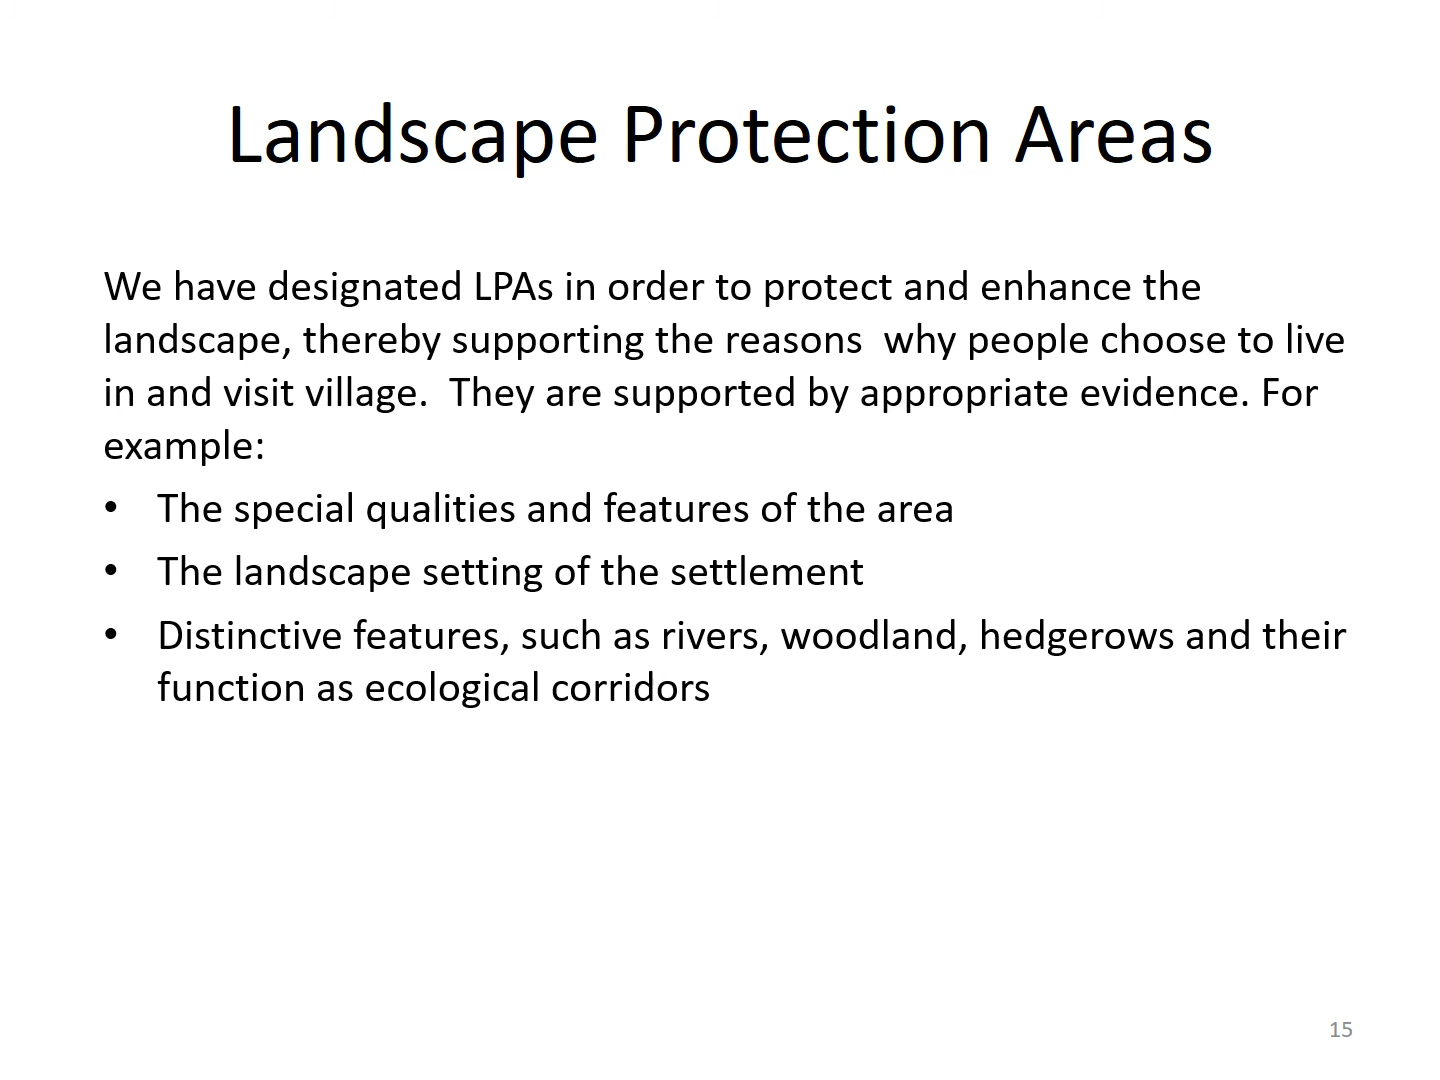 Landscape Protection Areas
We have designated LPAs in order to protect and enhance the
landscape, thereby supporting the reasons  why people choose to live
in and visit village.  They are supported by appropriate evidence. For
example:
• The special qualities and features of the area
• The landscape setting of the settlement
• Distinctive features, such as rivers, woodland, hedgerows and their
function as ecological corridors
15